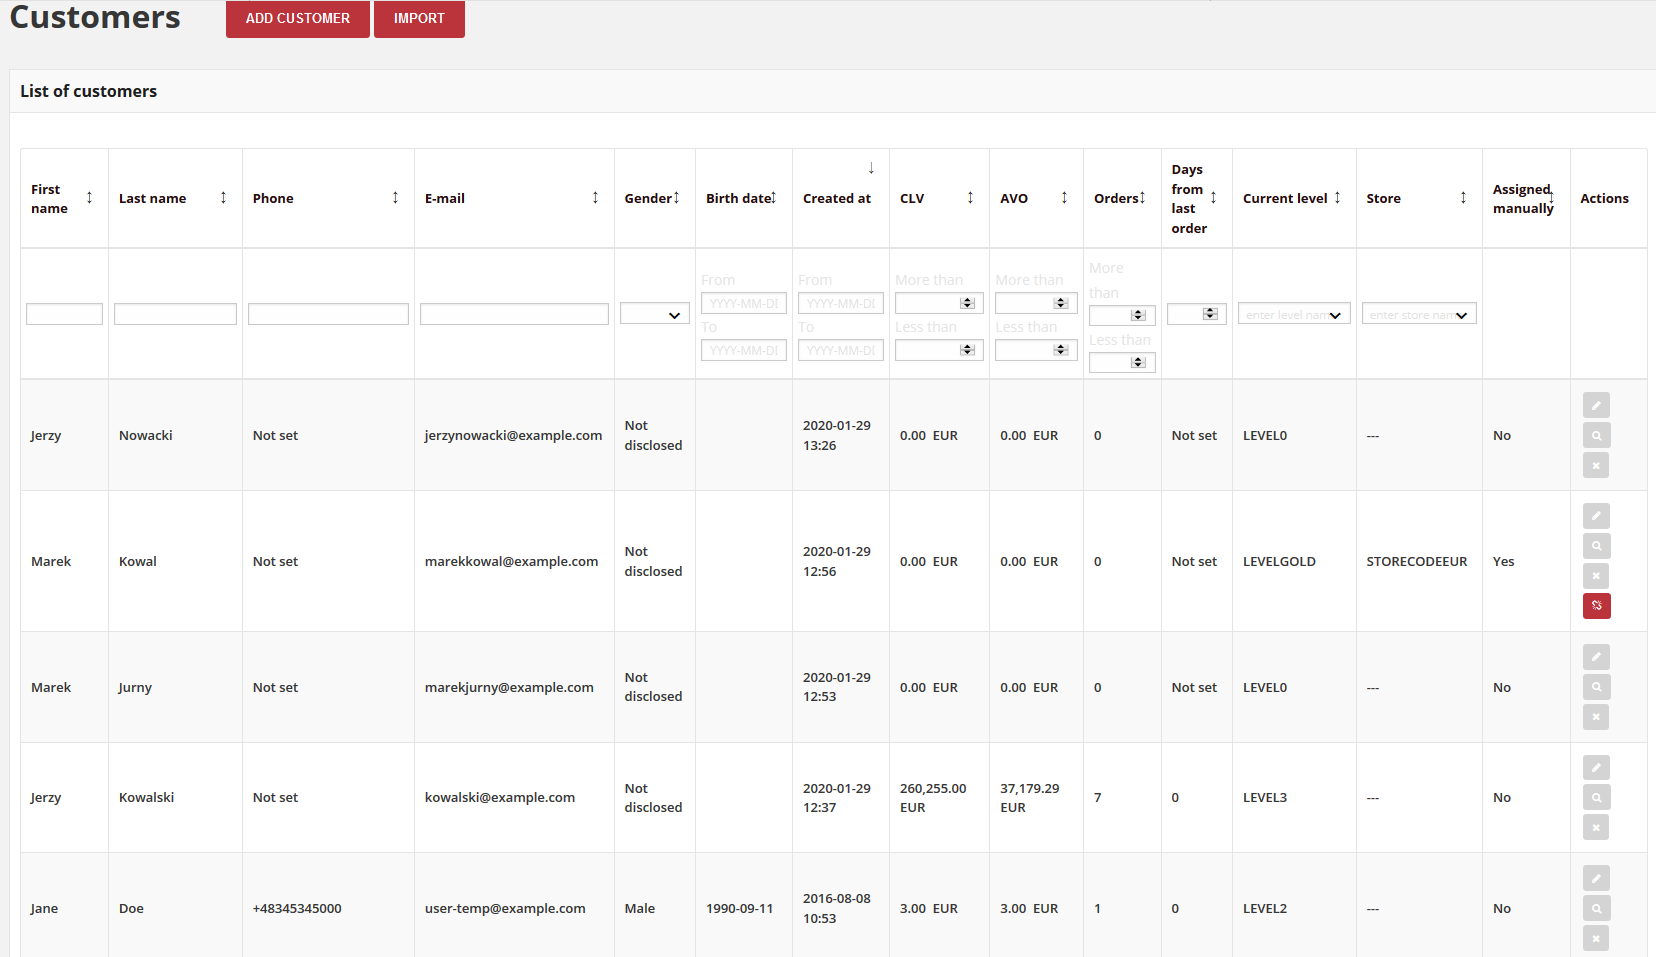 Customers
ADD CUSTOMER
IMPORT
List of customers
First name
Last name
Phone
E-mail
Gender
Birth date
Created at
CLV
AVO
Orders
Days from last order
Current level
Store
Assigned manually
Actions
From
YYYY-MM-DD
To
YYYY-MM-DD
From
YYYY-MM-DD
To
YYYY-MM-DD
More than
Less than
More than
Less than
More than
Less than
enter level nam
enter store nam
Jerzy Nowacki Not set jerzynowacki@example.com Not disclosed 2020-01-29 13:26 0.00 EUR 0.00 EUR 0 Not set LEVEL0 --- No
Marek Kowal Not set marekkowal@example.com Not disclosed 2020-01-29 12:56 0.00 EUR 0.00 EUR 0 Not set LEVELGOLD STORECODEEUR Yes
Marek Jurny Not set marekjurny@example.com Not disclosed 2020-01-29 12:53 0.00 EUR 0.00 EUR 0 Not set LEVEL0 --- No
Jerzy Kowalski Not set kowalski@example.com Not disclosed 2020-01-29 12:37 260,255.00 EUR 37,179.29 EUR 7 0 LEVEL3 --- No
Jane Doe +48345345000 user-temp@example.com Male 1990-09-11 2016-08-08 10:53 3.00 EUR 3.00 EUR 1 0 LEVEL2 --- No